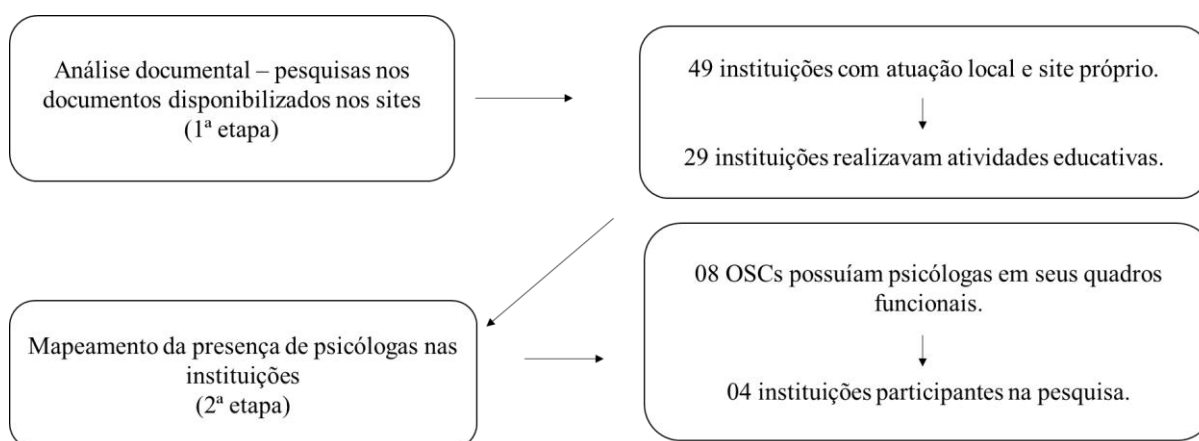 Análise documental – pesquisas nos
documentos disponibilizados nos sites
(1ª etapa)
49 instituições com atuação local e site próprio.
29 instituições realizavam atividades educativas.
Mapeamento da presença de psicólogas nas
instituições
(2ª etapa)
08 OSCs possuíam psicólogas em seus quadros
funcionais.
04 instituições participantes na pesquisa.